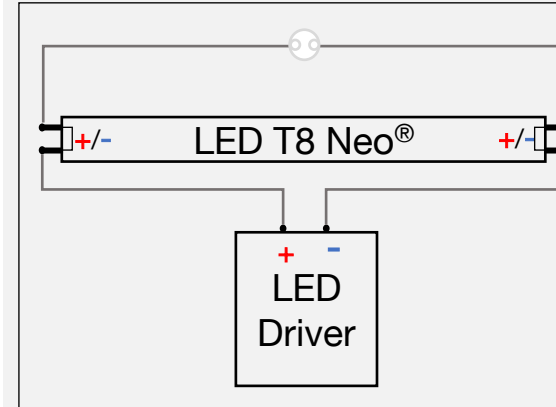 +/- LED T8 Neo® +/-
+ -
LED
Driver